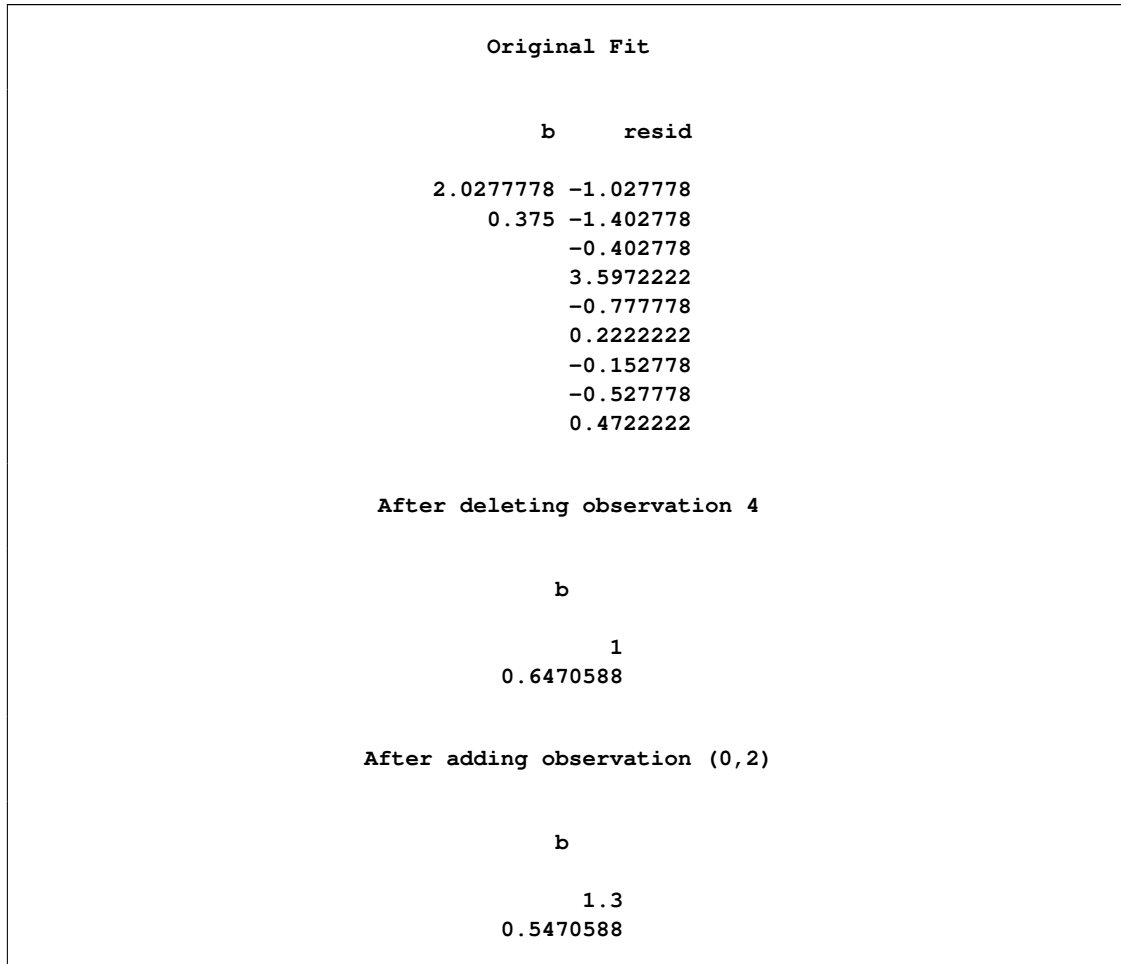 Original Fit
b resid
2.0277778 -1.027778
0.375 -1.402778
-0.402778
3.5972222
-0.777778
0.2222222
-0.152778
-0.527778
0.4722222
After deleting observation 4
b
1
0.6470588
After adding observation (0,2)
b
1.3
0.5470588